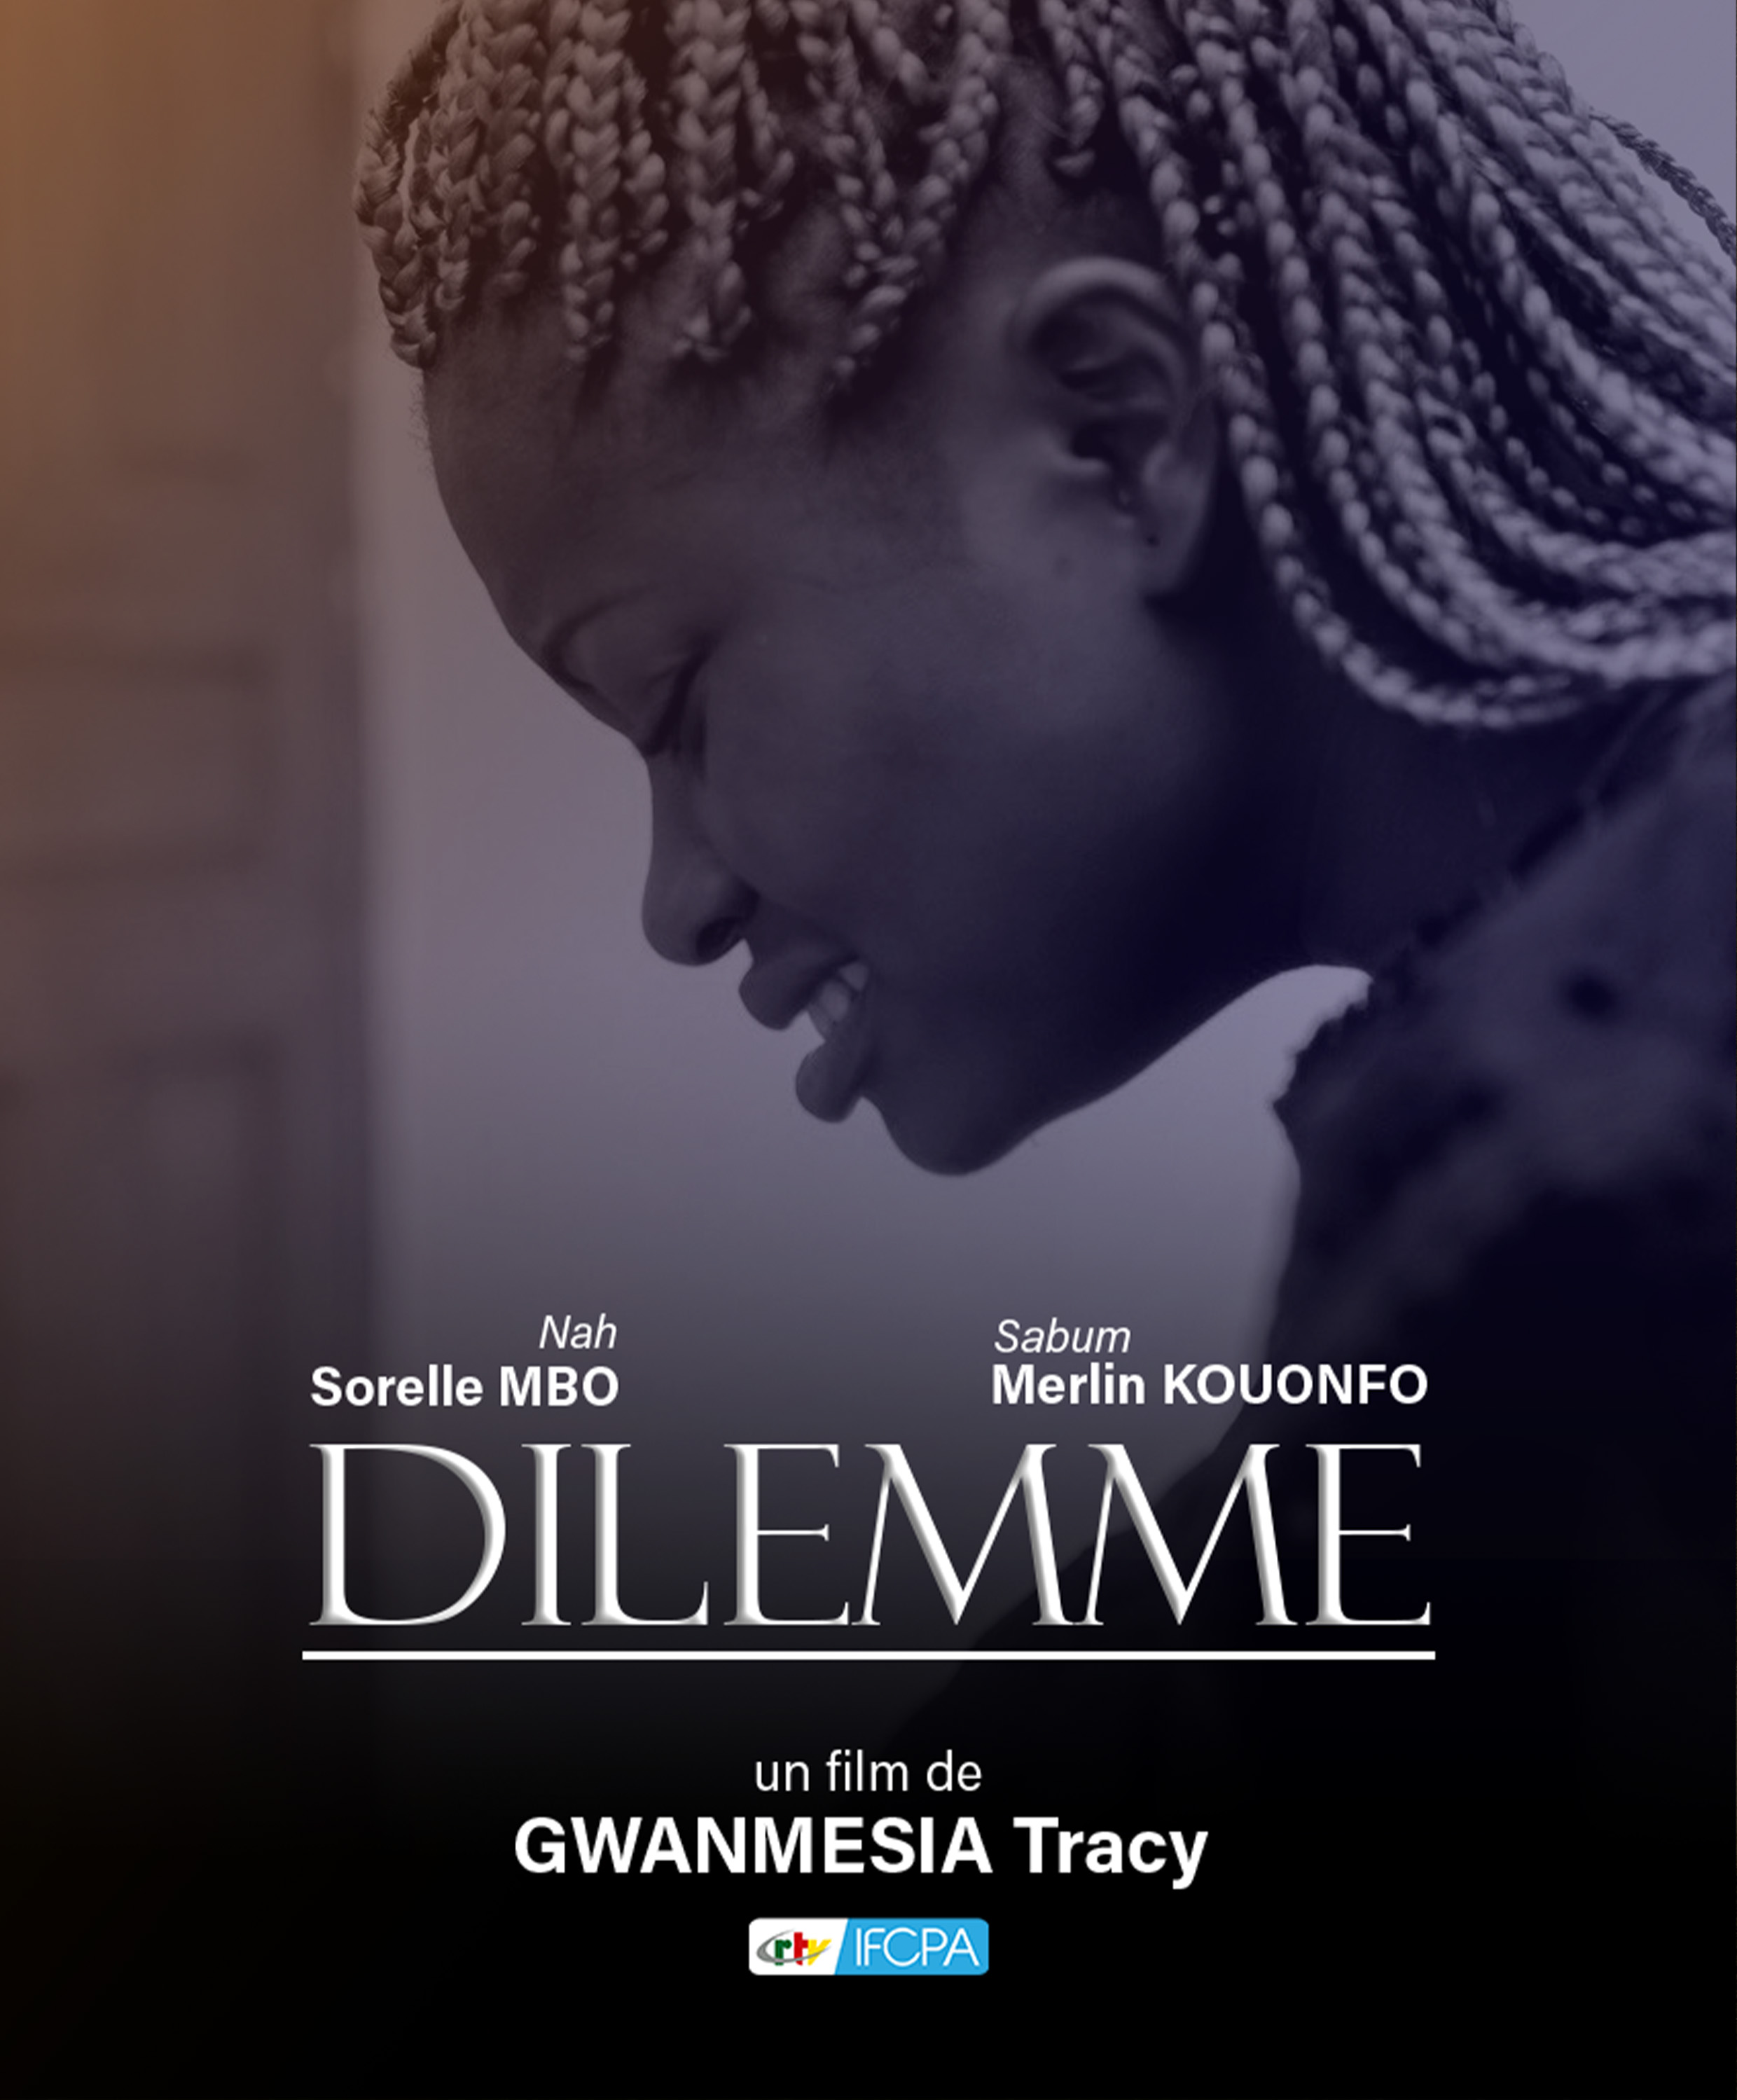 Nah
Sorelle MBO
Sabum
Merlin KOUONFO
DILEMME
un film de
GWANMESIA Tracy
crtv IFCPA